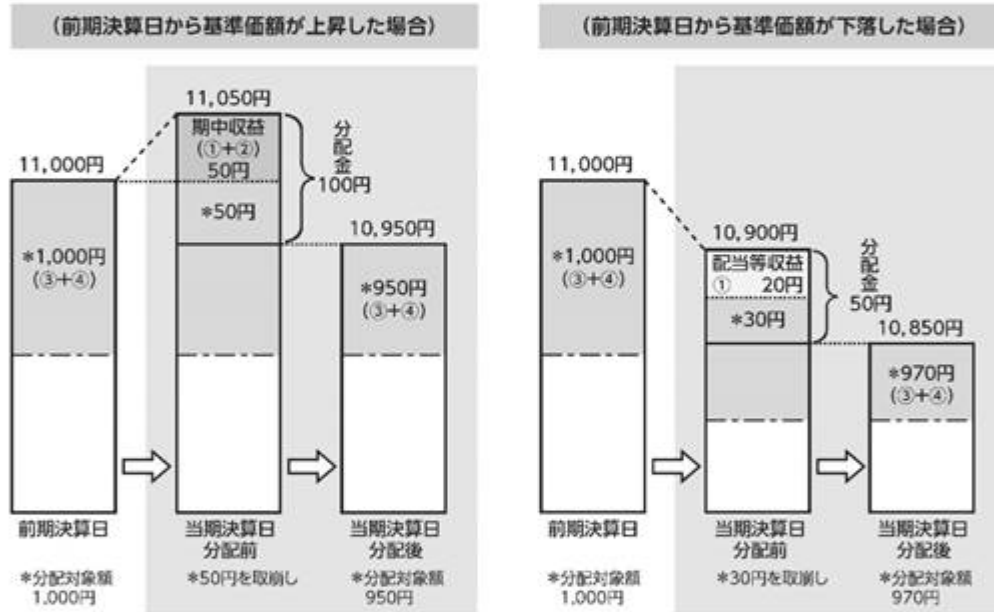 (前期決算日から基準価額が上昇した場合)
11,050円
期中収益
(①+②)
50円
分配金
100円
11,000円
*50円
10,950円
*1,000円
(③+④)
*950円
(③+④)
前期決算日
当期決算日
分配前
当期決算日
分配後
*分配対象額
1,000円
*50円を取崩し
*分配対象額
950円
(前期決算日から基準価額が下落した場合)
11,000円
10,900円
*1,000円
(③+④)
配当等収益
① 20円
分配金
50円
*30円
10,850円
*970円
(③+④)
前期決算日
当期決算日
分配前
当期決算日
分配後
*分配対象額
1,000円
*30円を取崩し
*分配対象額
970円